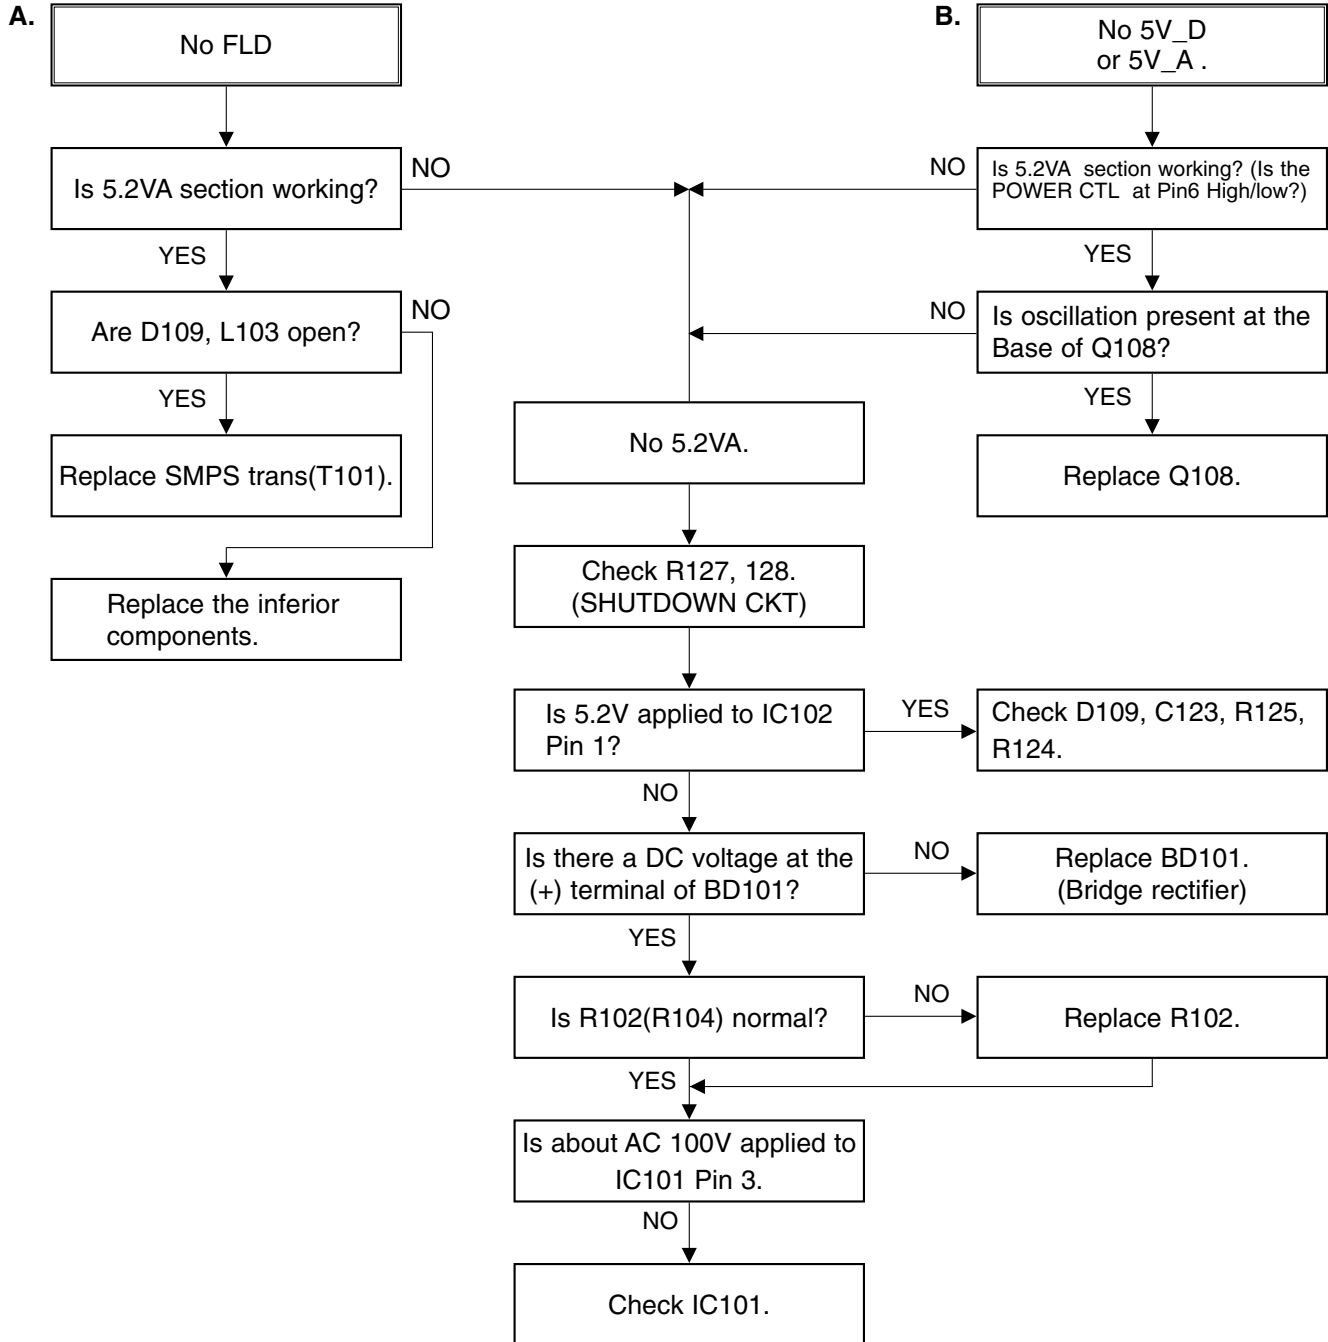 A.
No FLD
Is 5.2VA section working?
NO
YES
Are D109, L103 open?
NO
YES
Replace SMPS trans(T101).
Replace the inferior
components.
B.
No 5V_D
or 5V_A .
Is 5.2VA section working? (Is the
POWER CTL at Pin6 High/low?)
NO
YES
Is oscillation present at the
Base of Q108?
NO
YES
Replace Q108.
No 5.2VA.
Check R127, 128.
(SHUTDOWN CKT)
Is 5.2V applied to IC102
Pin 1?
YES
Check D109, C123, R125,
R124.
NO
Is there a DC voltage at the
(+) terminal of BD101?
NO
Replace BD101.
(Bridge rectifier)
YES
Is R102(R104) normal?
NO
Replace R102.
YES
Is about AC 100V applied to
IC101 Pin 3.
NO
Check IC101.